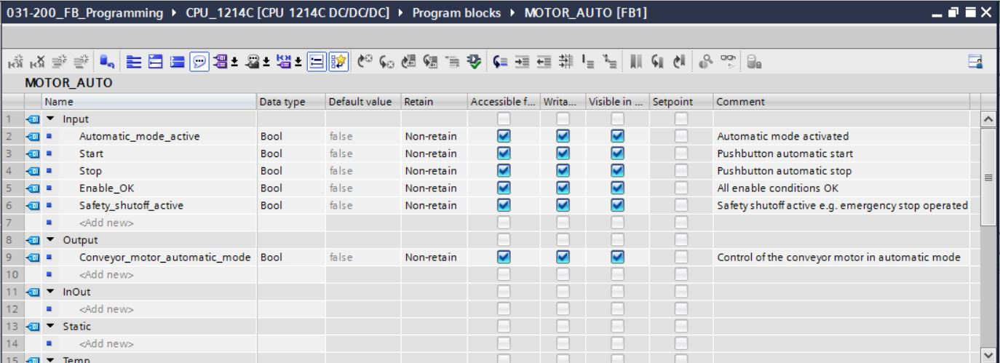 031-200_FB_Programming ▸ CPU_1214C [CPU 1214C DC/DC/DC] ▸ Program blocks ▸ MOTOR_AUTO [FB1]
MOTOR_AUTO
Name Data type Default value Retain Accessible f... Writa... Visible in ... Setpoint Comment
1 Input
2 Automatic_mode_active Bool false Non-retain Automatic mode activated
3 Start Bool false Non-retain Pushbutton automatic start
4 Stop Bool false Non-retain Pushbutton automatic stop
5 Enable_OK Bool false Non-retain All enable conditions OK
6 Safety_shutoff_active Bool false Non-retain Safety shutoff active e.g. emergency stop operated
7 <Add new>
8 Output
9 Conveyor_motor_automatic_mode Bool false Non-retain Control of the conveyor motor in automatic mode
10 <Add new>
11 InOut
12 <Add new>
13 Static
14 <Add new>
15 Temp